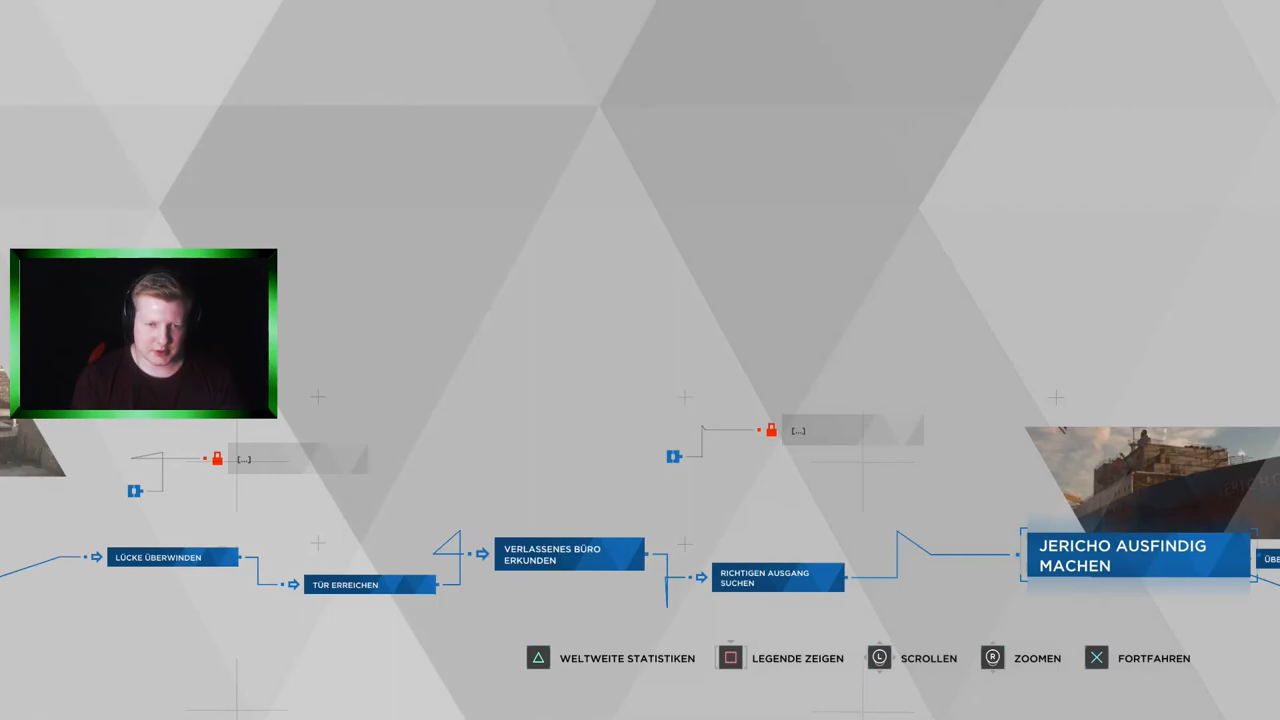 [...]
[...]
LÜCKE ÜBERWINDEN
TÜR ERREICHEN
VERLASSENES BÜRO
ERKUNDEN
RICHTIGEN AUSGANG
SUCHEN
JERICHO AUSFINDIG
MACHEN
ÜBE
WELTWEITE STATISTIKEN
LEGENDE ZEIGEN
L
SCROLLEN
R
ZOOMEN
FORTFAHREN